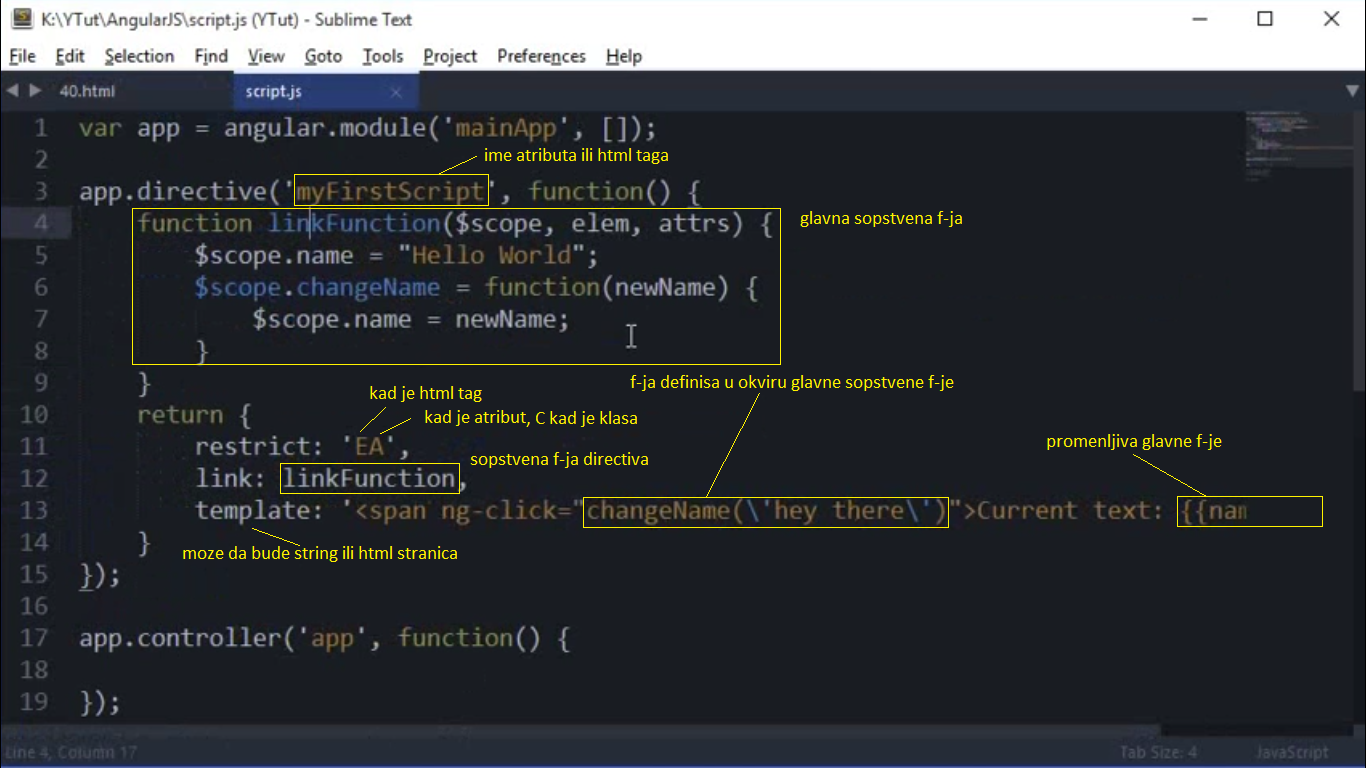 K:\YTut\AngularJS\script.js (YTut) - Sublime Text
File Edit Selection Find View Goto Tools Project Preferences Help
40.html script.js
1 var app = angular.module('mainApp', []);
2
ime atributa ili html taga
3 app.directive('myFirstScript', function() {
4 function linkFunction($scope, elem, attrs) {
glavna sopstvena f-ja
5 $scope.name = "Hello World";
6 $scope.changeName = function(newName) {
7 $scope.name = newName;
8 }
9 }
f-ja definisa u okviru glavne sopstvene f-je
kad je html tag
10 return {
kad je atribut, C kad je klasa
11 restrict: 'EA',
promenljiva glavne f-je
sopstvena f-ja directiva
12 link: linkFunction,
13 template: '<span ng-click="changeName(\'hey there\')">Current text: {{nam
14 }
moze da bude string ili html stranica
15 });
16
17 app.controller('app', function() {
18
19 });
Line 4, Column 17 Tab Size: 4 JavaScript